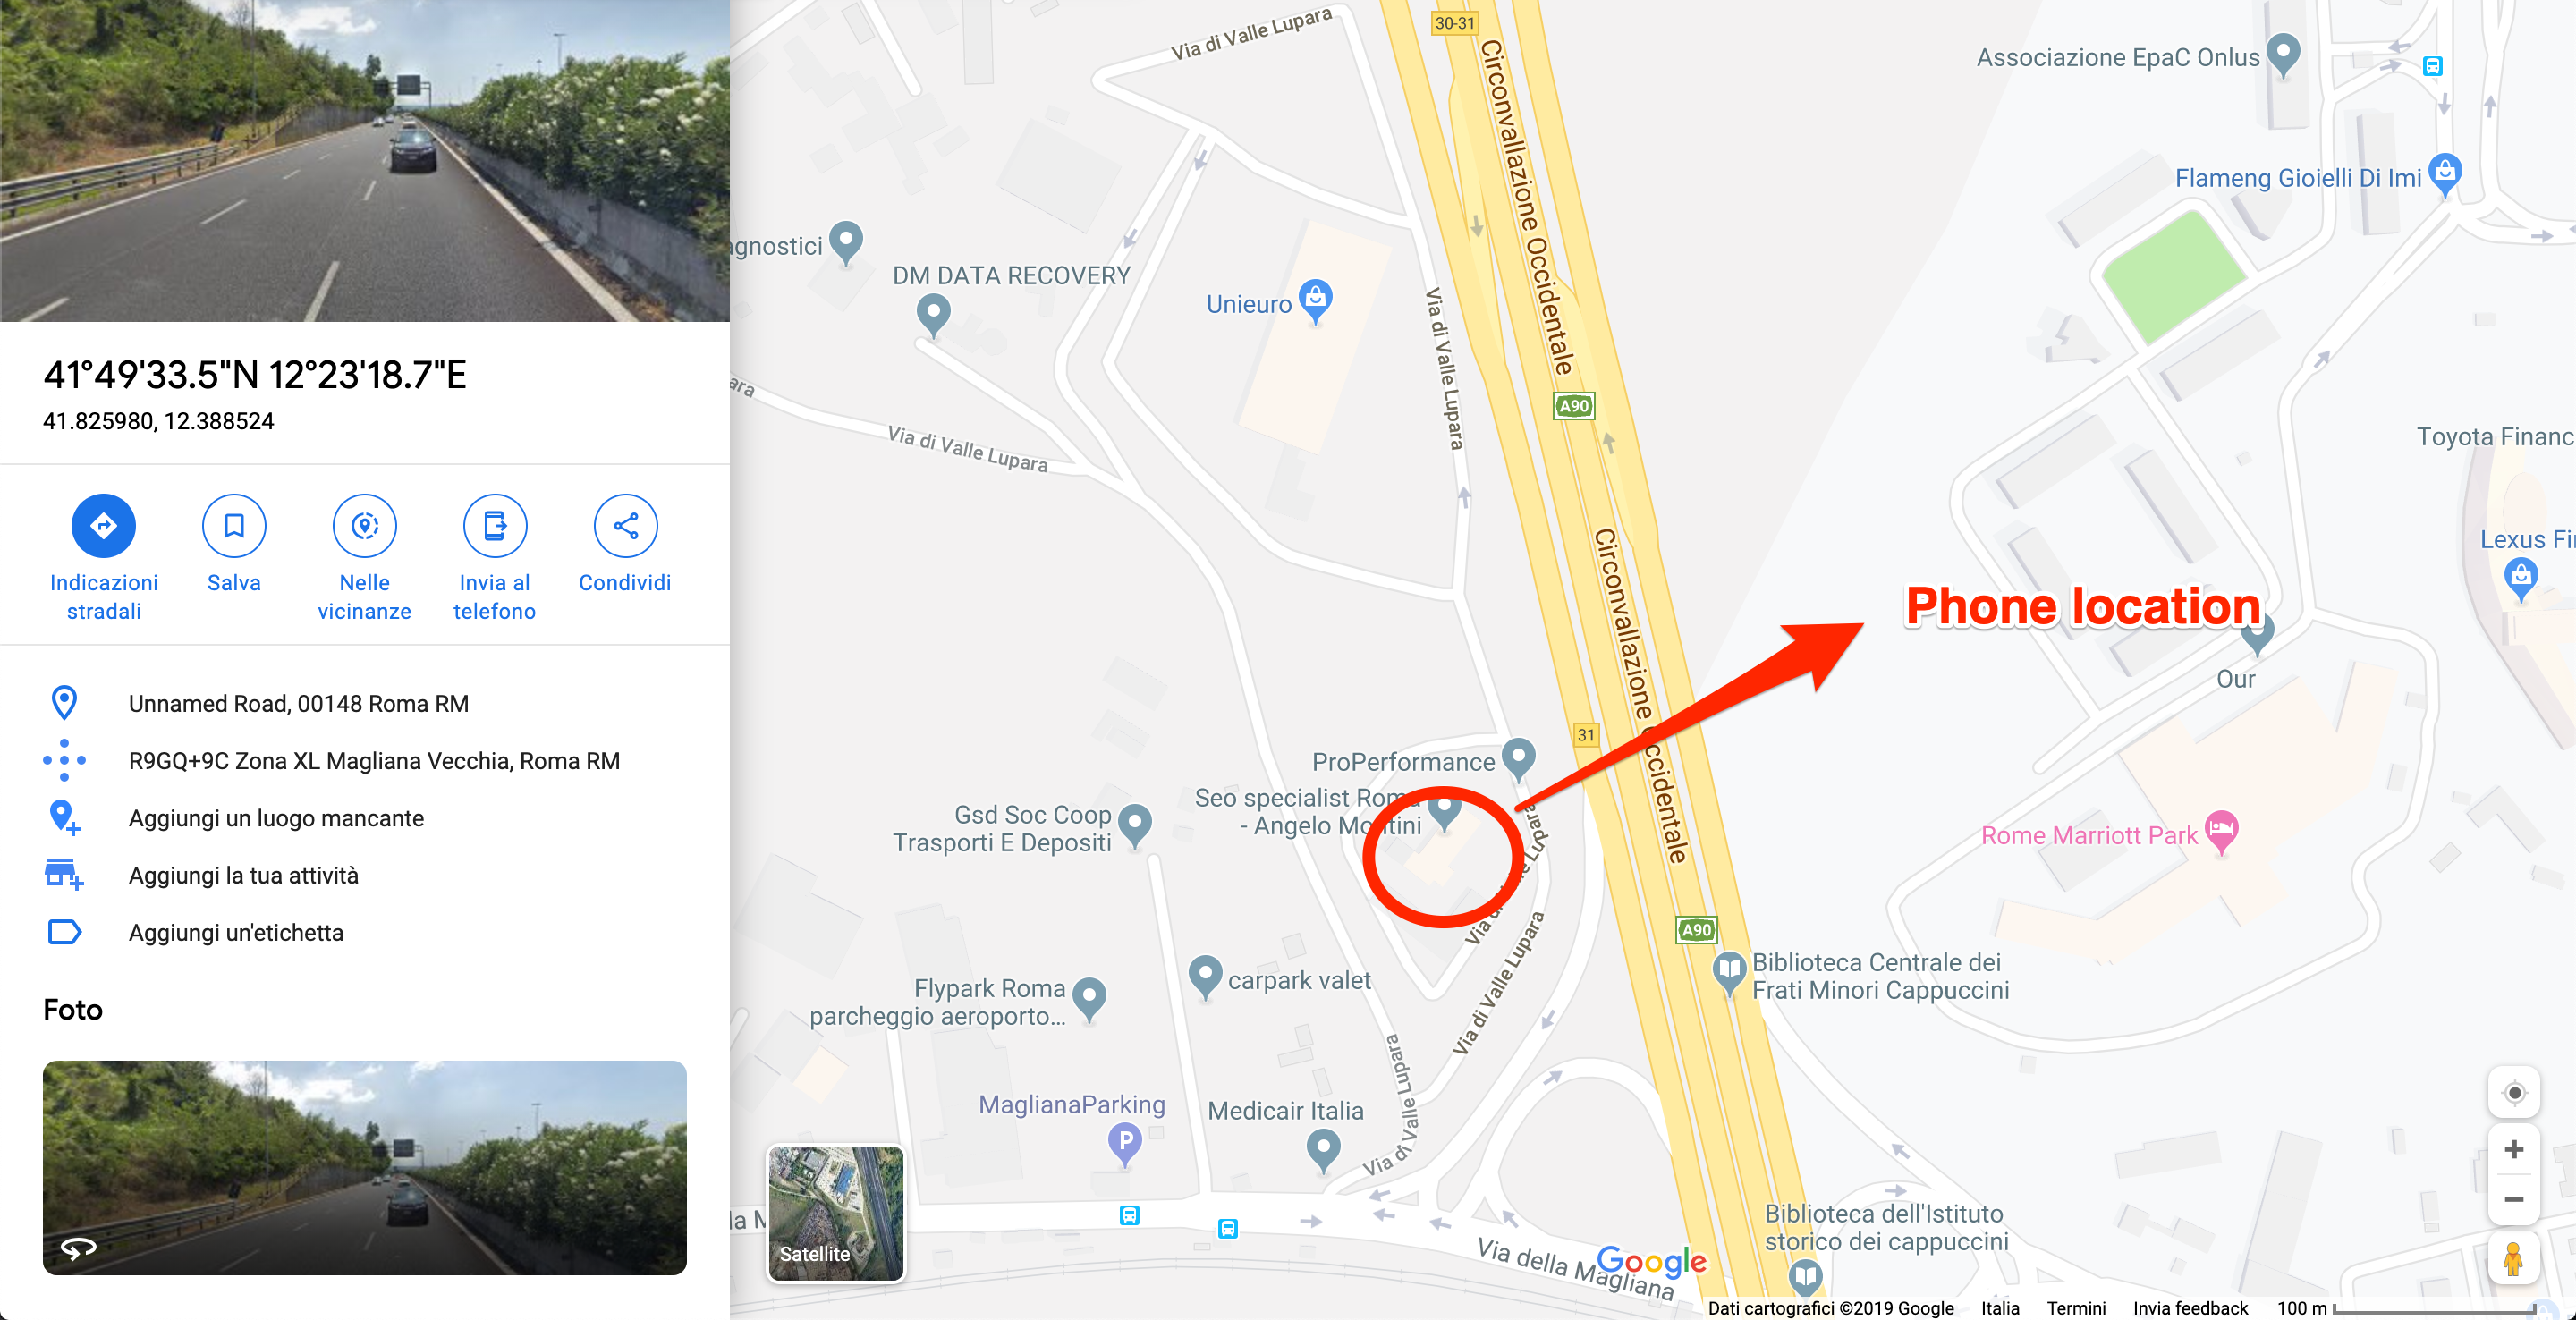 41°49'33.5"N 12°23'18.7"E
41.825980, 12.388524
Indicazioni
stradali
Salva
Nelle
vicinanze
Invia al
telefono
Condividi
Unnamed Road, 00148 Roma RM
R9GQ+9C Zona XL Magliana Vecchia, Roma RM
Aggiungi un luogo mancante
Aggiungi la tua attività
Aggiungi un'etichetta
Foto
Via di Valle Lupara
30-31
Circonvallazione Occidentale
Associazione EpaC Onlus
Flameng Gioielli Di Imi
agnostici
DM DATA RECOVERY
Unieuro
Via di Valle Lupara
A90
ara
Via di Valle Lupara
Toyota Financ
Lexus Fi
Circonvallazione Occidentale
Phone location
Our
31
ProPerformance
Seo specialist Roma
- Angelo Montini
Gsd Soc Coop
Trasporti E Depositi
Rome Marriott Park
Via di Valle Lupara
A90
Via di Valle Lupara
Biblioteca Centrale dei
Frati Minori Cappuccini
carpark valet
Flypark Roma
parcheggio aeroporto...
MaglianaParking
P
Medicair Italia
Via di Valle Lupara
Satellite
la M
Biblioteca dell'Istituto
storico dei cappuccini
Via della Magliana
Google
Dati cartografici ©2019 Google Italia Termini Invia feedback 100 m